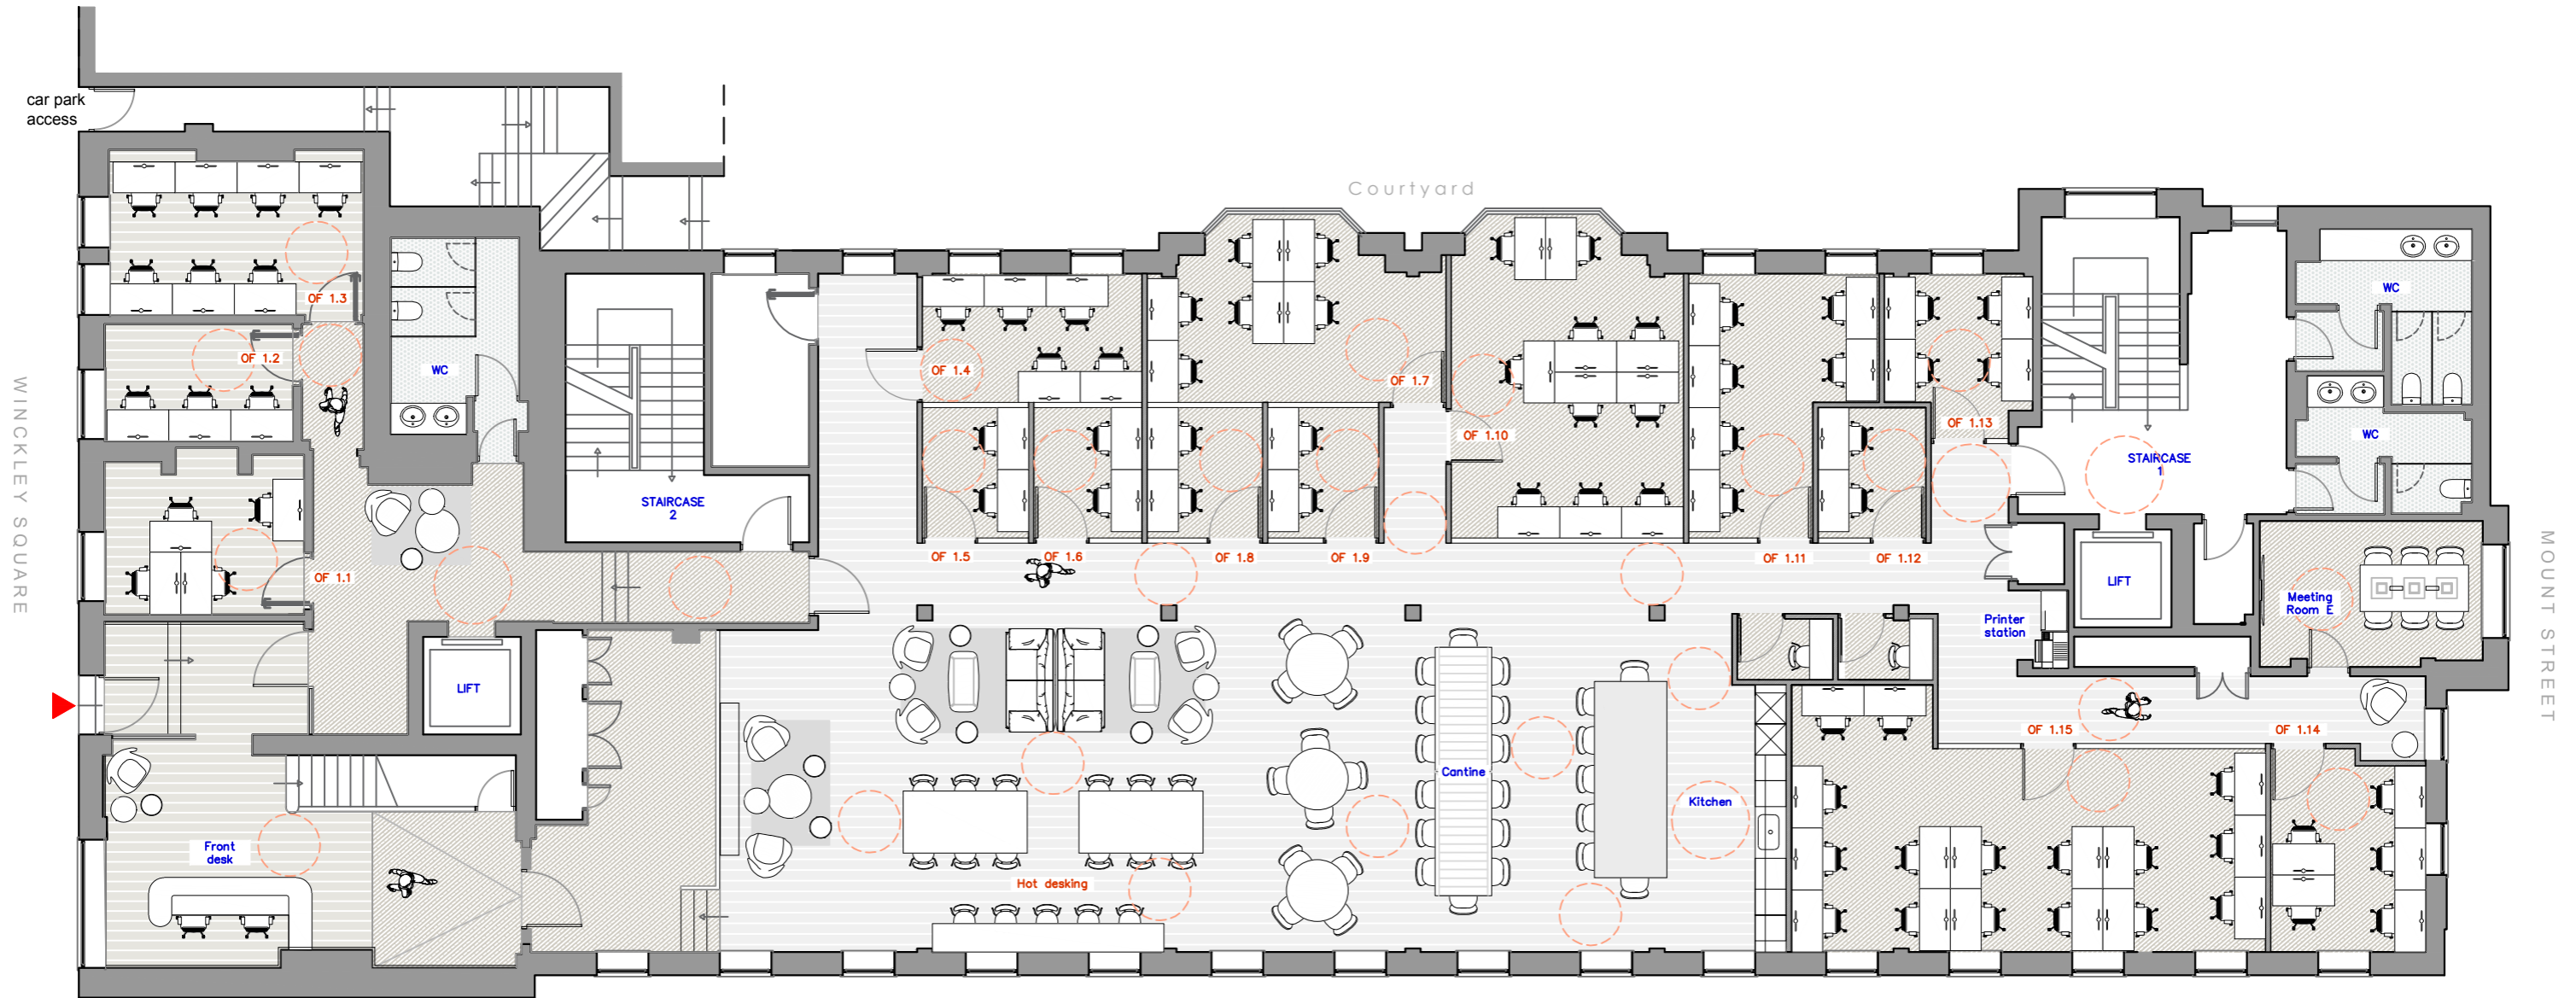 car park
access
Courtyard
OF 1.3
OF 1.2
WC
OF 1.4
OF 1.7
OF 1.10
OF 1.13
WC
WC
STAIRCASE
1
STAIRCASE
2
WINCKLEY SQUARE
OF 1.1
OF 1.5
OF 1.6
OF 1.8
OF 1.9
OF 1.11
OF 1.12
LIFT
Meeting
Room E
MOUNT STREET
Printer
station
LIFT
OF 1.15
OF 1.14
Cantine
Kitchen
Front
desk
Hot desking